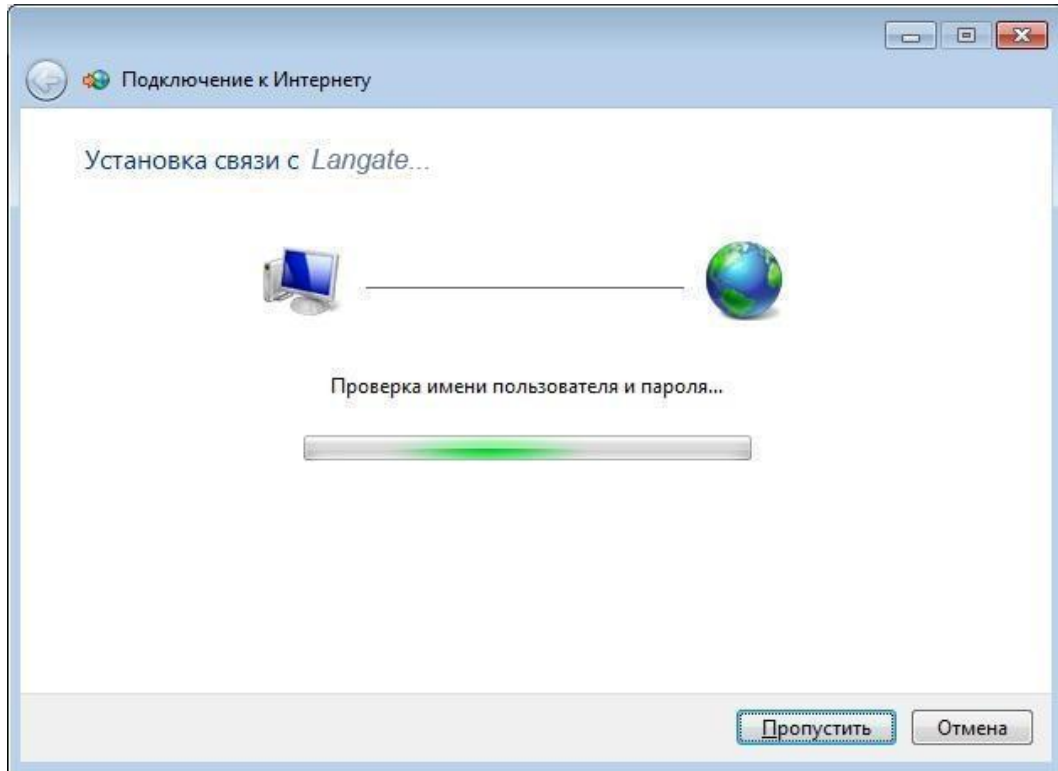 Подключение к Интернету
Установка связи с Langate...
Проверка имени пользователя и пароля...
Пропустить Отмена